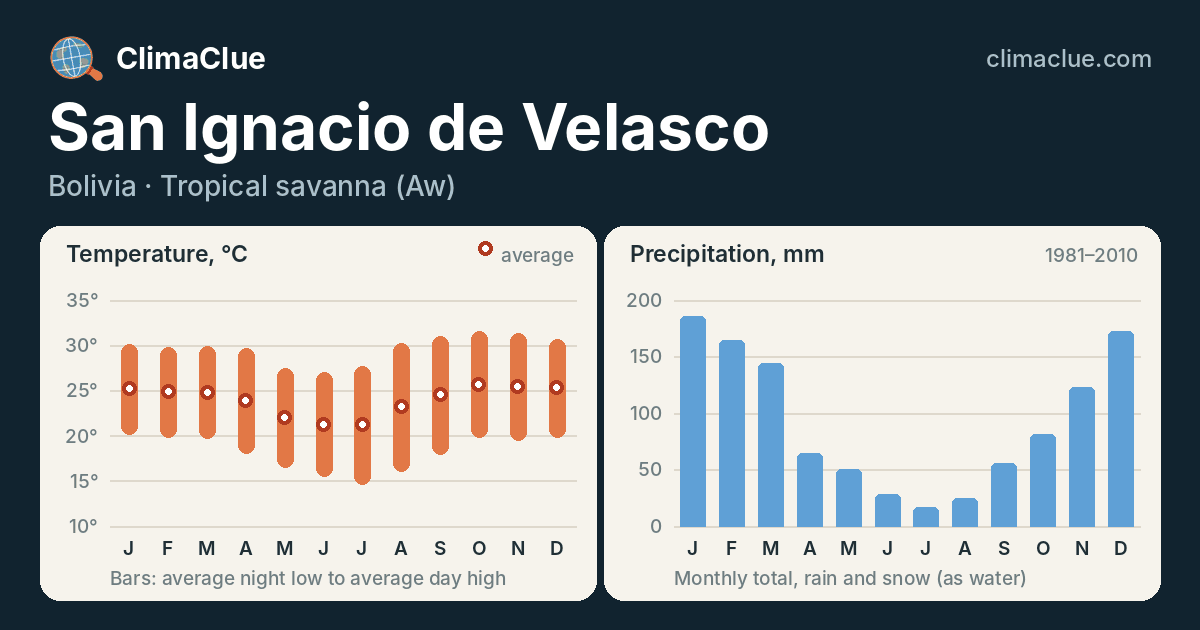 ClimaClue
climaclue.com
San Ignacio de Velasco
Bolivia · Tropical savanna (Aw)
Temperature, °C
average
35°
30°
25°
20°
15°
10°
J F M A M J J A S O N D
Bars: average night low to average day high
Precipitation, mm
1981–2010
200
150
100
50
0
J F M A M J J A S O N D
Monthly total, rain and snow (as water)